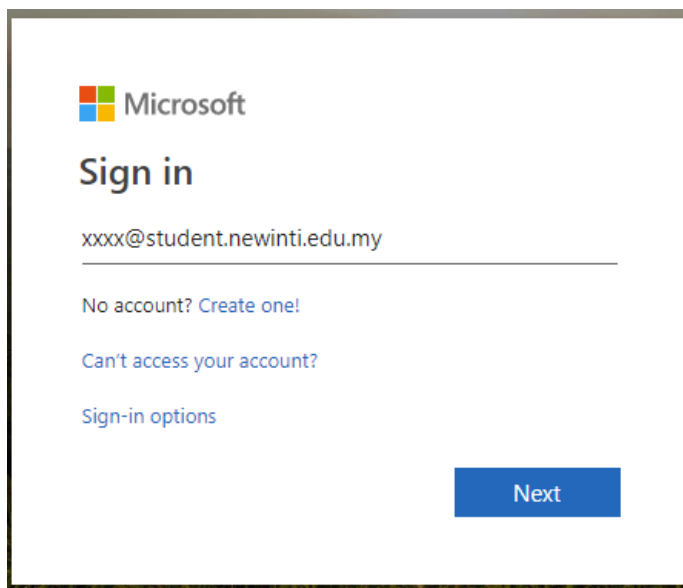 Microsoft
Sign in
xxxx@student.newinti.edu.my
No account? Create one!
Can't access your account?
Sign-in options
Next